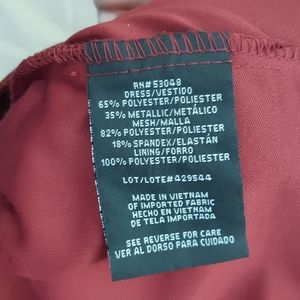 RN#53048
DRESS/VESTIDO
65% POLYESTER/POLIESTER
35% METALLIC/METÁLICO
MESH/MALLA
82% POLYESTER/POLIESTER
18% SPANDEX/ELASTÁN
LINING/FORRO
100% POLYESTER/POLIESTER
LOT/LOTE#429544
MADE IN VIETNAM
OF IMPORTED FABRIC
HECHO EN VIETNAM
DE TELA IMPORTADA
SEE REVERSE FOR CARE
VER AL DORSO PARA CUIDADO